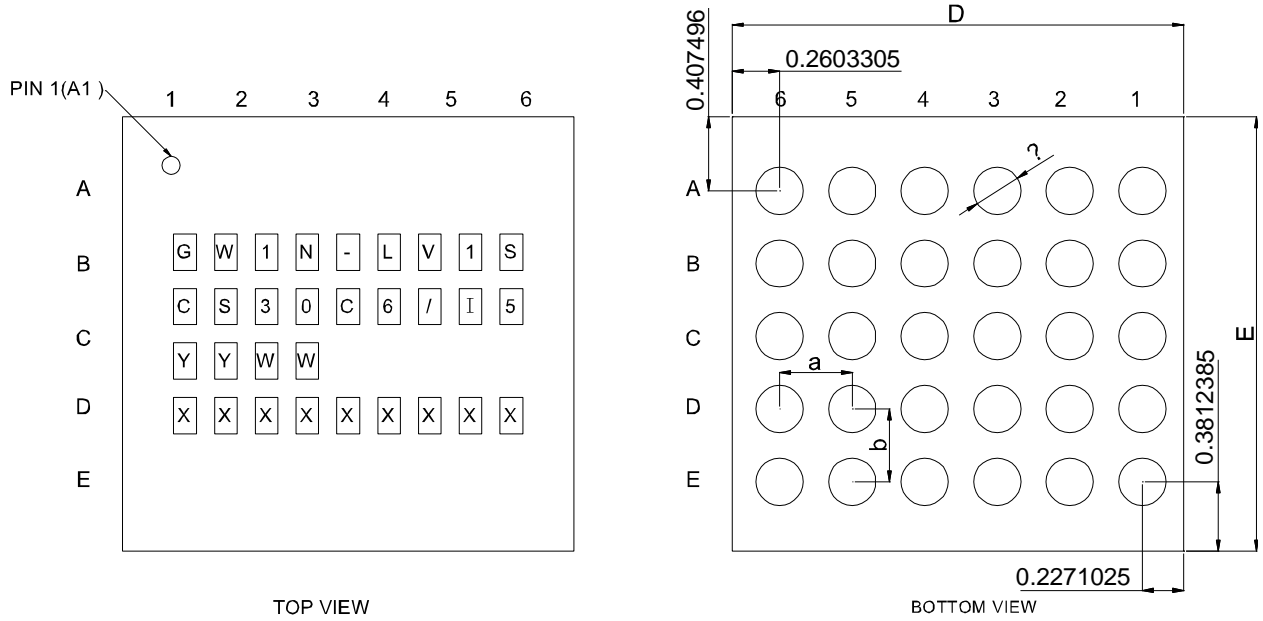 PIN 1(A1 )
1 2 3 4 5 6
A
B
C
D
E
G W 1 N - L V 1 S
C S 3 0 C 6 / I 5
Y Y W W
X X X X X X X X X
TOP VIEW
D
0.407496
0.2603305
6 5 4 3 2 1
A
B
C
D
E
?
a
b
E
0.3812385
0.2271025
BOTTOM VIEW